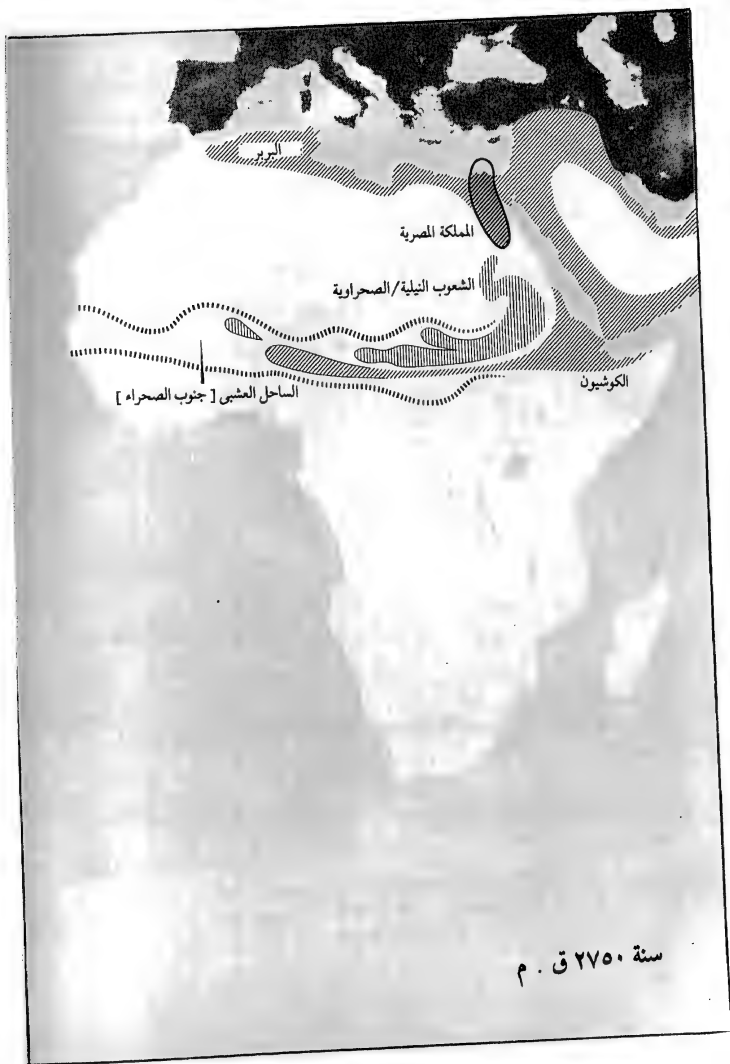 البربر
المملكة المصرية
الشعوب النيلية/الصحراوية
الكوشيون
الساحل العشبى [ جنوب الصحراء ]
سنة ٢٧٥٠ ق . م